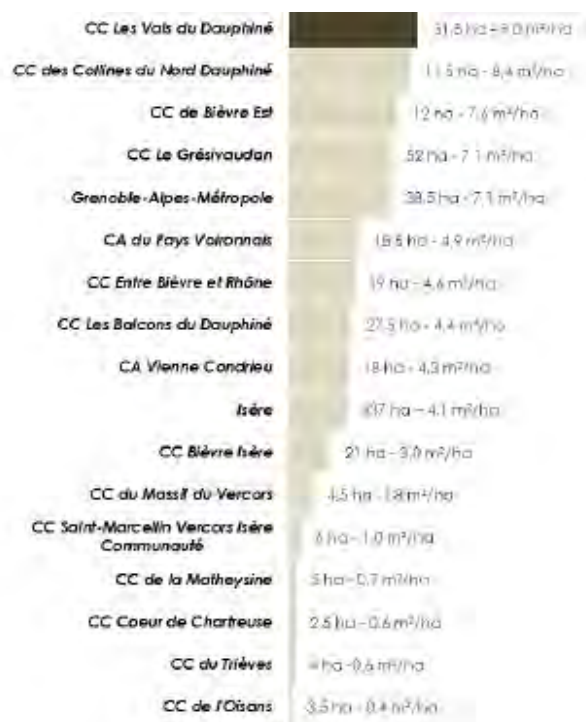 CC Les Vals du Dauphiné 31.5 ha - 9.0 m²/ha
CC des Collines du Nord Dauphiné 11.5 ha - 8.4 m²/ha
CC de Bièvre Est 12 ha - 7.6 m²/ha
CC Le Grésivaudan 52 ha - 7.1 m²/ha
Grenoble-Alpes-Métropole 38.5 ha - 7.1 m²/ha
CA du Pays Voironnais 18.5 ha - 4.9 m²/ha
CC Entre Bièvre et Rhône 19 ha - 4.6 m²/ha
CC Les Balcons du Dauphiné 27.5 ha - 4.4 m²/ha
CA Vienne Condrieu 18 ha - 4.3 m²/ha
Isère - 4.1 m²/ha
CC Bièvre Isère 21 ha - 3.0 m²/ha
CC du Massif du Vercors 4.5 ha - 1.8 m²/ha
CC Saint-Marcellin Vercors Isère
Communauté 6 ha - 1.0 m²/ha
CC de la Matheysine 5 ha - 0.7 m²/ha
CC Coeur de Chartreuse 2.5 ha - 0.6 m²/ha
CC du Trièves 4 ha - 0.6 m²/ha
CC de l'Oisans 3.5 ha - 0.4 m²/ha